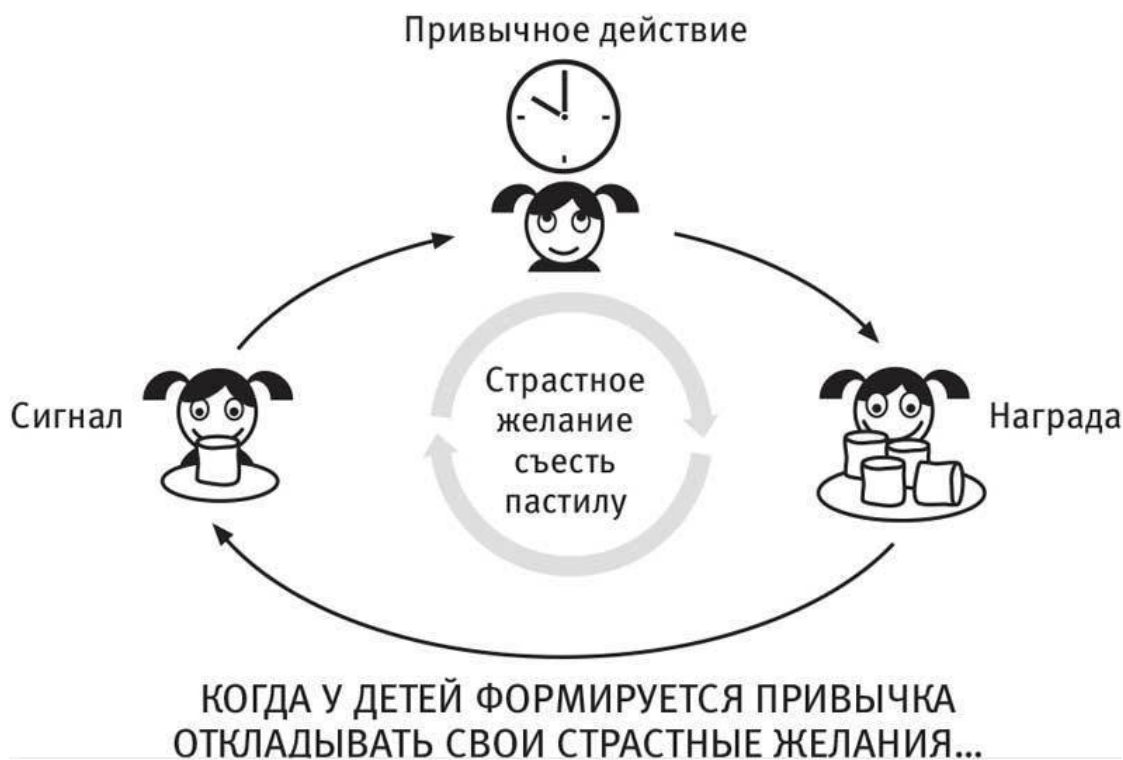 Привычное действие
Сигнал
Страстное
желание
съесть
пастилу
Награда
КОГДА У ДЕТЕЙ ФОРМИРУЕТСЯ ПРИВЫЧКА
ОТКЛАДЫВАТЬ СВОИ СТРАСТНЫЕ ЖЕЛАНИЯ...